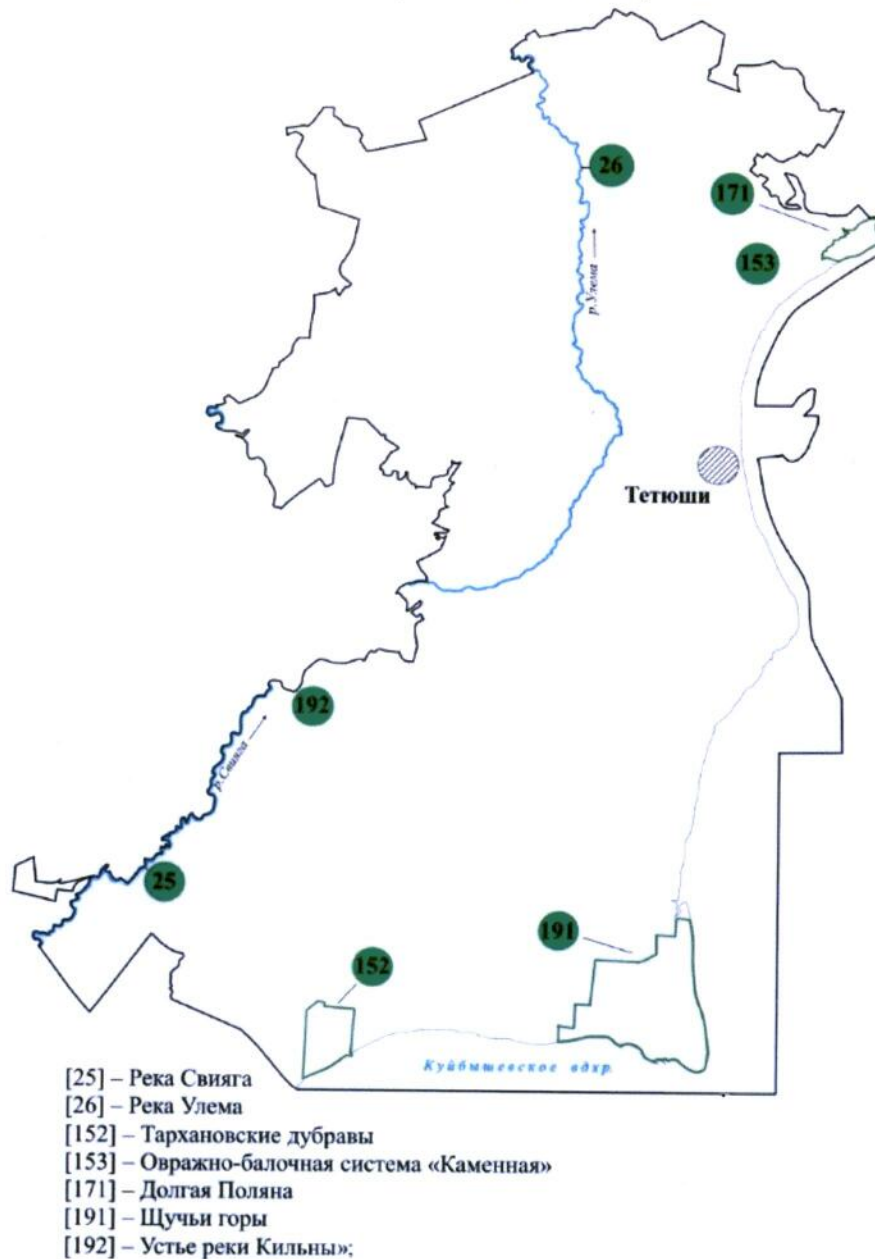 26
171
153
р.Улема
Тетюши
192
р.Свияга
25
191
152
Куйбышевское вдхр.
[25] – Река Свияга
[26] – Река Улема
[152] – Тархановские дубравы
[153] – Овражно-балочная система «Каменная»
[171] – Долгая Поляна
[191] – Щучьи горы
[192] – Устье реки Кильны»;